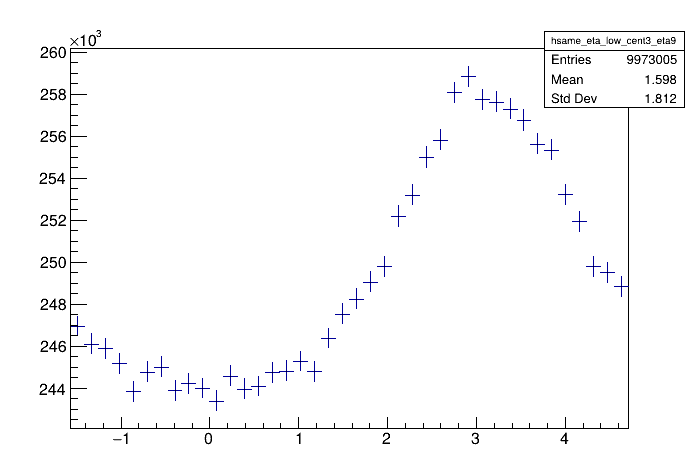 ×10³
hsame_eta_low_cent3_eta9
Entries 9973005
Mean 1.598
Std Dev 1.812
260
258
256
254
252
250
248
246
244
−1 0 1 2 3 4